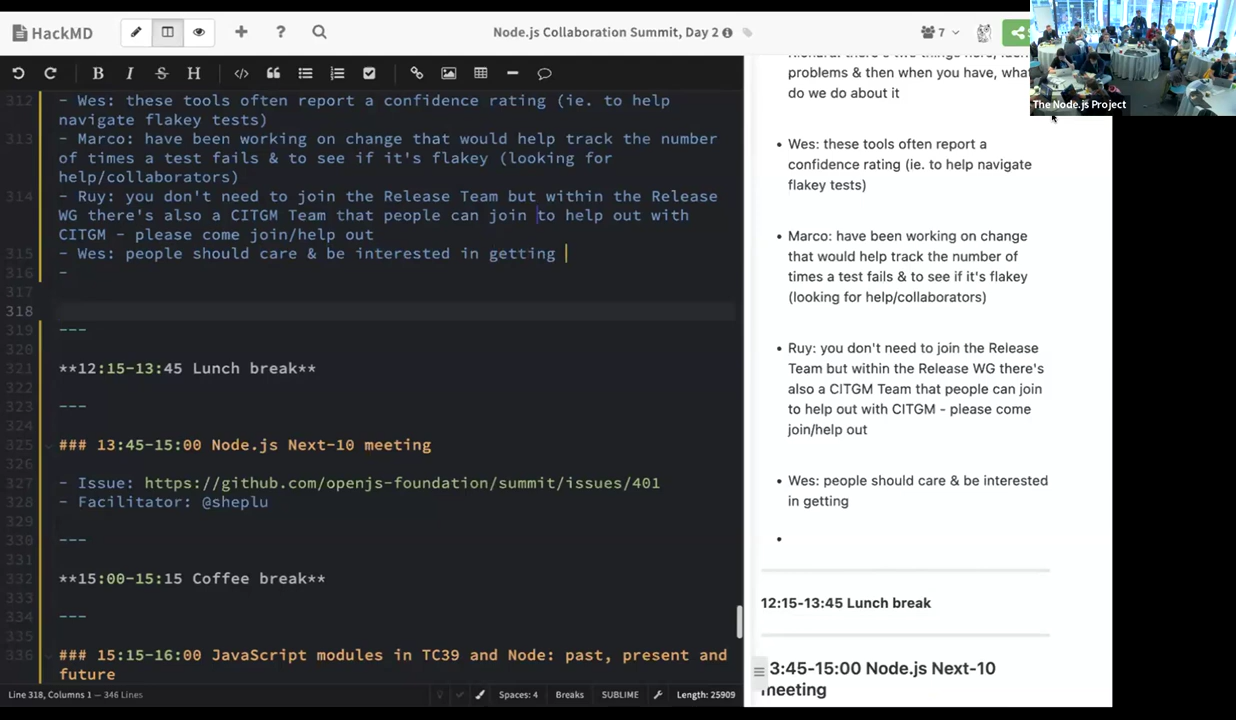 HackMD
Node.js Collaboration Summit, Day 2
7
The Node.js Project
312 - Wes: these tools often report a confidence rating (ie. to help
navigate flakey tests)
313 - Marco: have been working on change that would help track the number
of times a test fails & to see if it's flakey (looking for
help/collaborators)
314 - Ruy: you don't need to join the Release Team but within the Release
WG there's also a CITGM Team that people can join to help out with
CITGM - please come join/help out
315 - Wes: people should care & be interested in getting
316 -
317
318
319 ---
320
321 **12:15-13:45 Lunch break**
322
323 ---
324
325 ### 13:45-15:00 Node.js Next-10 meeting
326
327 - Issue: https://github.com/openjs-foundation/summit/issues/401
328 - Facilitator: @sheplu
329
330 ---
331
332 **15:00-15:15 Coffee break**
333
334 ---
335
336 ### 15:15-16:00 JavaScript modules in TC39 and Node: past, present and
future
Line 318, Columns 1 — 346 Lines
Spaces: 4
Breaks
SUBLIME
Length: 25909
problems & then when you have, what
do we do about it
• Wes: these tools often report a
confidence rating (ie. to help navigate
flakey tests)
• Marco: have been working on change
that would help track the number of
times a test fails & to see if it's flakey
(looking for help/collaborators)
• Ruy: you don't need to join the Release
Team but within the Release WG there's
also a CITGM Team that people can join
to help out with CITGM - please come
join/help out
• Wes: people should care & be interested
in getting
•
12:15-13:45 Lunch break
3:45-15:00 Node.js Next-10
meeting